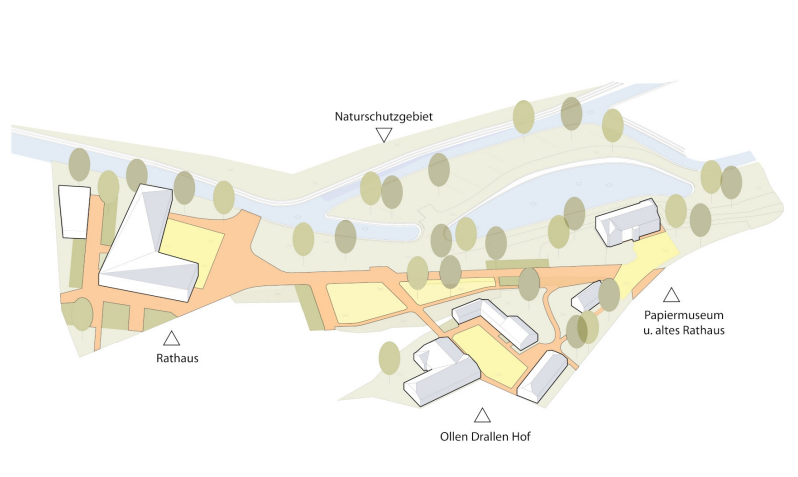 Naturschutzgebiet
Papiermuseum
u. altes Rathaus
Rathaus
Ollen Drallen Hof